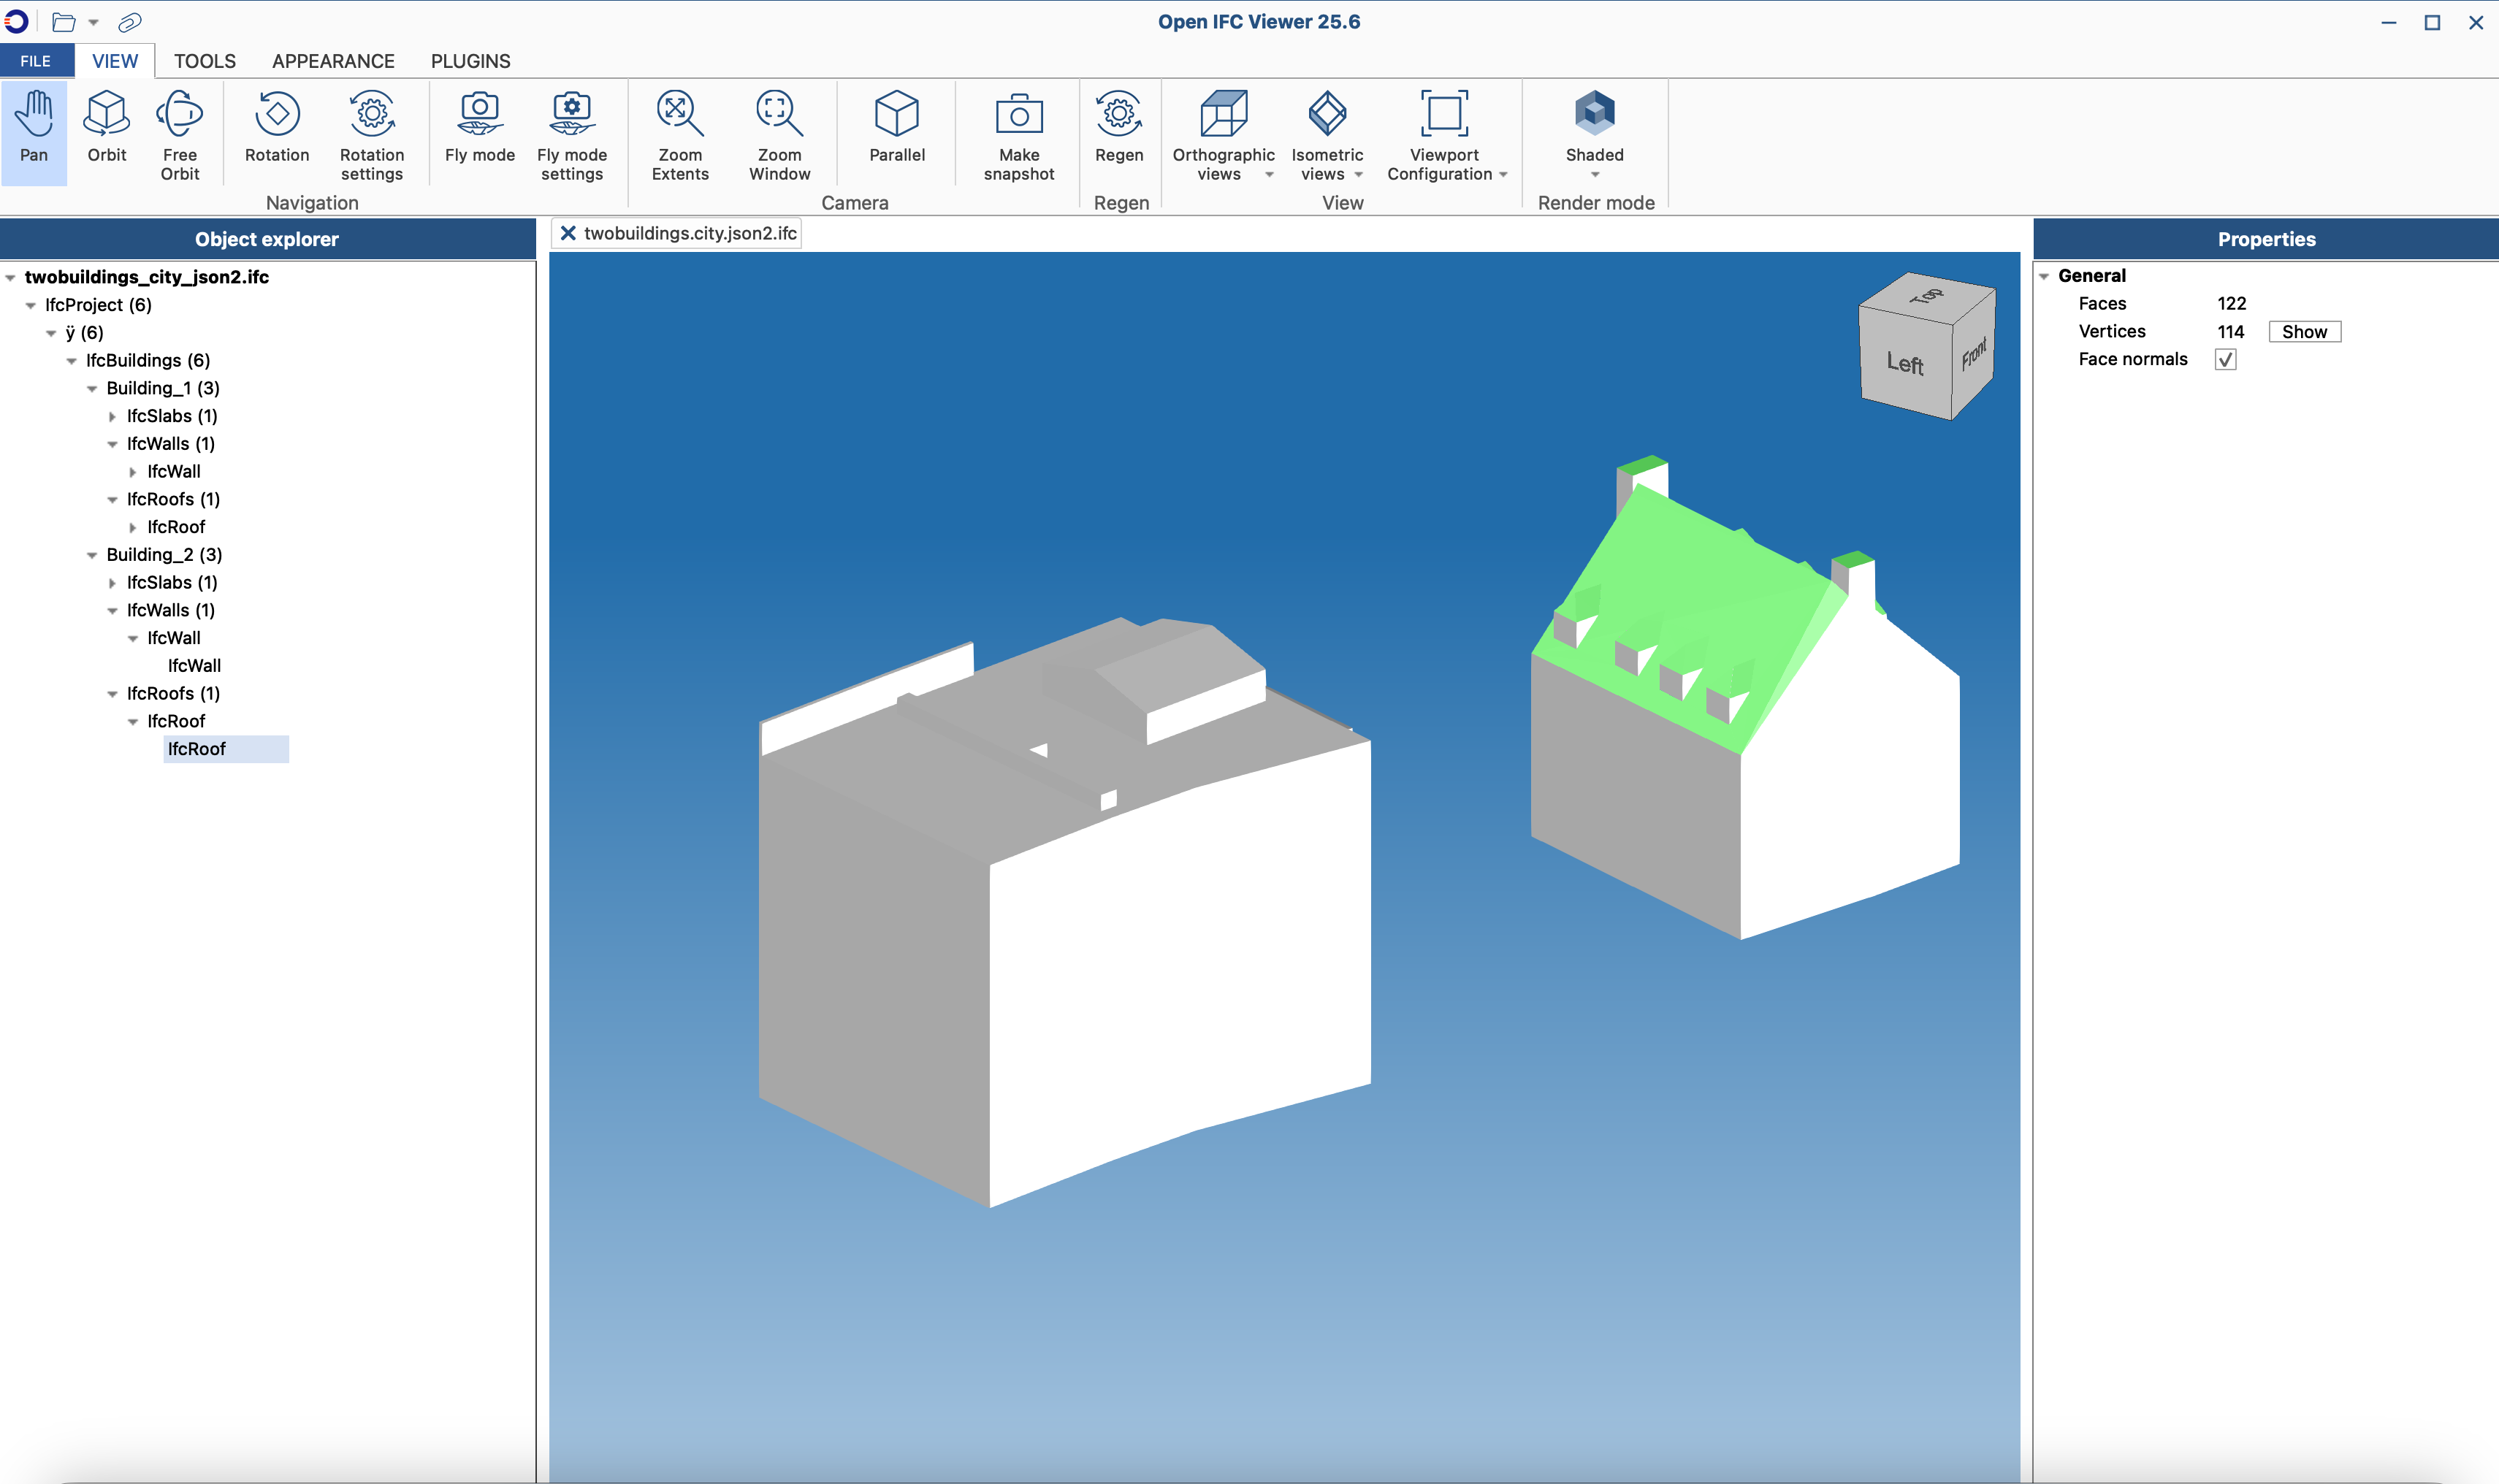 Open IFC Viewer 25.6
FILE VIEW TOOLS APPEARANCE PLUGINS
Pan
Orbit
Free
Orbit
Rotation
Rotation
settings
Fly mode
Fly mode
settings
Zoom
Extents
Zoom
Window
Parallel
Make
snapshot
Regen
Orthographic
views
Isometric
views
Viewport
Configuration
Shaded
Navigation
Camera
Regen
View
Render mode
Object explorer
twobuildings_city_json2.ifc
IfcProject (6)
ÿ (6)
IfcBuildings (6)
Building_1 (3)
IfcSlabs (1)
IfcWalls (1)
IfcWall
IfcRoofs (1)
IfcRoof
Building_2 (3)
IfcSlabs (1)
IfcWalls (1)
IfcWall
IfcWall
IfcRoofs (1)
IfcRoof
IfcRoof
twobuildings.city.json2.ifc
Top
Left
Front
Properties
General
Faces 122
Vertices 114 Show
Face normals